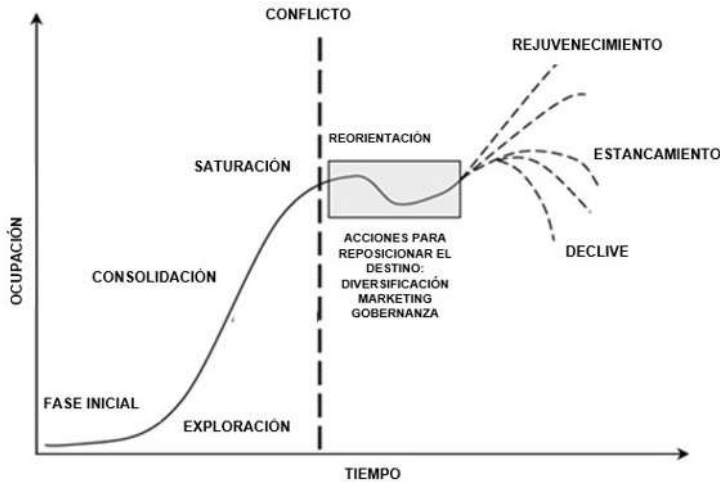 CONFLICTO
REJUVENECIMIENTO
REORIENTACIÓN
ESTANCAMIENTO
SATURACIÓN
ACCIONES PARA
REPOSICIONAR EL
DESTINO:
DIVERSIFICACIÓN
MARKETING
GOBERNANZA
DECLIVE
CONSOLIDACIÓN
OCUPACIÓN
FASE INICIAL
EXPLORACIÓN
TIEMPO